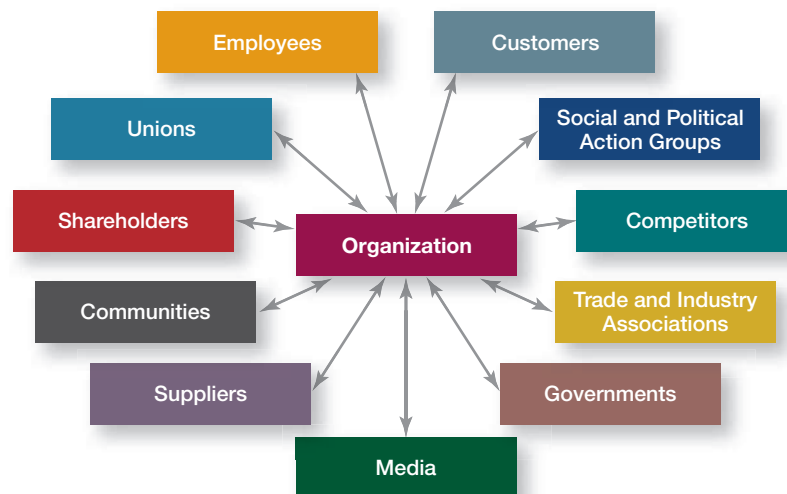 Employees
Customers
Unions
Social and Political
Action Groups
Shareholders
Organization
Competitors
Communities
Trade and Industry
Associations
Suppliers
Governments
Media